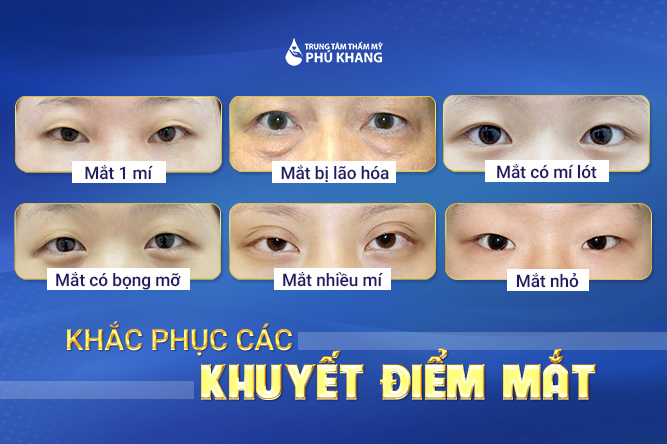 TRUNG TÂM THẨM MỸ
PHÚ KHANG
Mắt 1 mí
Mắt bị lão hóa
Mắt có mí lót
Mắt có bọng mỡ
Mắt nhiều mí
Mắt nhỏ
KHẮC PHỤC CÁC
KHUYẾT ĐIỂM MẮT